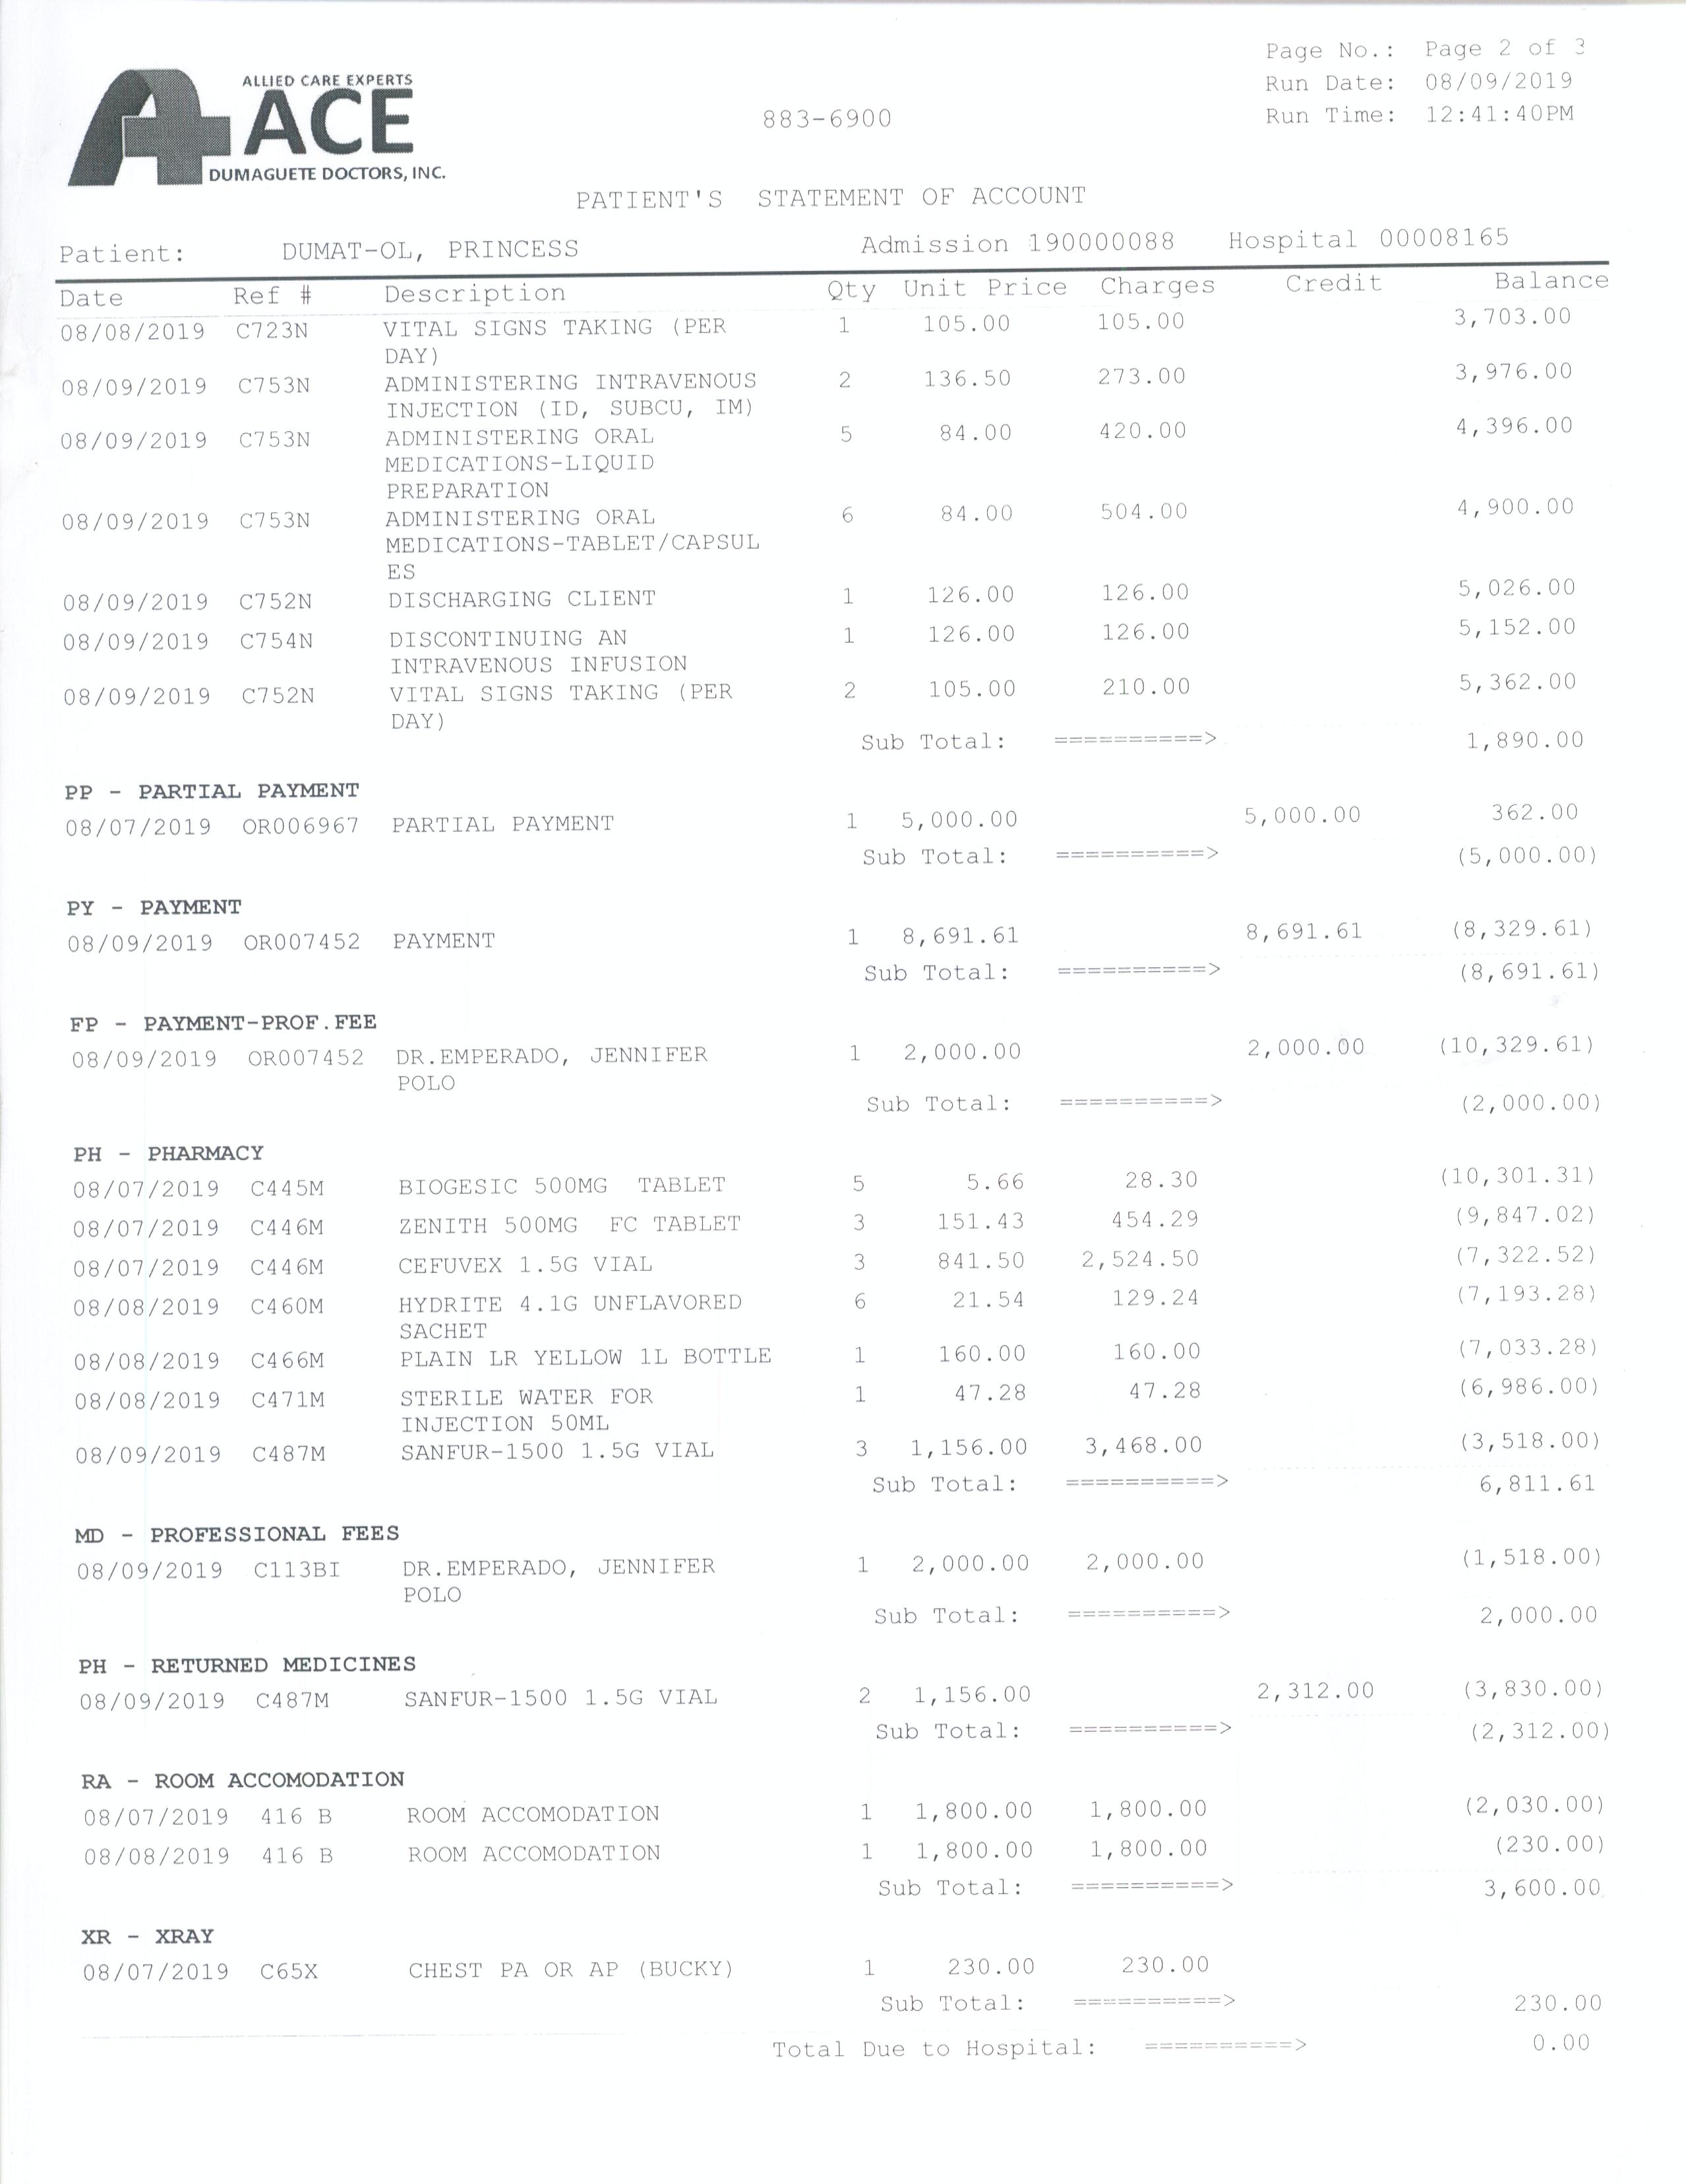 Page No.: Page 2 of 3
Run Date: 08/09/2019
Run Time: 12:41:40PM
ALLIED CARE EXPERTS
ACE
DUMAGUETE DOCTORS, INC.
883-6900
PATIENT'S STATEMENT OF ACCOUNT
Patient: DUMAT-OL, PRINCESS Admission 190000088 Hospital 00008165
Date Ref # Description Qty Unit Price Charges Credit Balance
08/08/2019 C723N VITAL SIGNS TAKING (PER 1 105.00 105.00 3,703.00
DAY)
08/09/2019 C753N ADMINISTERING INTRAVENOUS 2 136.50 273.00 3,976.00
INJECTION (ID, SUBCU, IM)
08/09/2019 C753N ADMINISTERING ORAL 5 84.00 420.00 4,396.00
MEDICATIONS-LIQUID
PREPARATION
08/09/2019 C753N ADMINISTERING ORAL 6 84.00 504.00 4,900.00
MEDICATIONS-TABLET/CAPSUL
ES
08/09/2019 C752N DISCHARGING CLIENT 1 126.00 126.00 5,026.00
08/09/2019 C754N DISCONTINUING AN 1 126.00 126.00 5,152.00
INTRAVENOUS INFUSION
08/09/2019 C752N VITAL SIGNS TAKING (PER 2 105.00 210.00 5,362.00
DAY)
Sub Total: ==========> 1,890.00
PP - PARTIAL PAYMENT
08/07/2019 OR006967 PARTIAL PAYMENT 1 5,000.00 5,000.00 362.00
Sub Total: ==========> (5,000.00)
PY - PAYMENT
08/09/2019 OR007452 PAYMENT 1 8,691.61 8,691.61 (8,329.61)
Sub Total: ==========> (8,691.61)
FP - PAYMENT-PROF.FEE
08/09/2019 OR007452 DR.EMPERADO, JENNIFER 1 2,000.00 2,000.00 (10,329.61)
POLO
Sub Total: ==========> (2,000.00)
PH - PHARMACY
08/07/2019 C445M BIOGESIC 500MG TABLET 5 5.66 28.30 (10,301.31)
08/07/2019 C446M ZENITH 500MG FC TABLET 3 151.43 454.29 (9,847.02)
08/07/2019 C446M CEFUVEX 1.5G VIAL 3 841.50 2,524.50 (7,322.52)
08/08/2019 C460M HYDRITE 4.1G UNFLAVORED 6 21.54 129.24 (7,193.28)
SACHET
08/08/2019 C466M PLAIN LR YELLOW 1L BOTTLE 1 160.00 160.00 (7,033.28)
08/08/2019 C471M STERILE WATER FOR 1 47.28 47.28 (6,986.00)
INJECTION 50ML
08/09/2019 C487M SANFUR-1500 1.5G VIAL 3 1,156.00 3,468.00 (3,518.00)
Sub Total: ==========> 6,811.61
MD - PROFESSIONAL FEES
08/09/2019 C113BI DR.EMPERADO, JENNIFER 1 2,000.00 2,000.00 (1,518.00)
POLO
Sub Total: ==========> 2,000.00
PH - RETURNED MEDICINES
08/09/2019 C487M SANFUR-1500 1.5G VIAL 2 1,156.00 2,312.00 (3,830.00)
Sub Total: ==========> (2,312.00)
RA - ROOM ACCOMODATION
08/07/2019 416 B ROOM ACCOMODATION 1 1,800.00 1,800.00 (2,030.00)
08/08/2019 416 B ROOM ACCOMODATION 1 1,800.00 1,800.00 (230.00)
Sub Total: ==========> 3,600.00
XR - XRAY
08/07/2019 C65X CHEST PA OR AP (BUCKY) 1 230.00 230.00
Sub Total: ==========> 230.00
Total Due to Hospital: ==========> 0.00